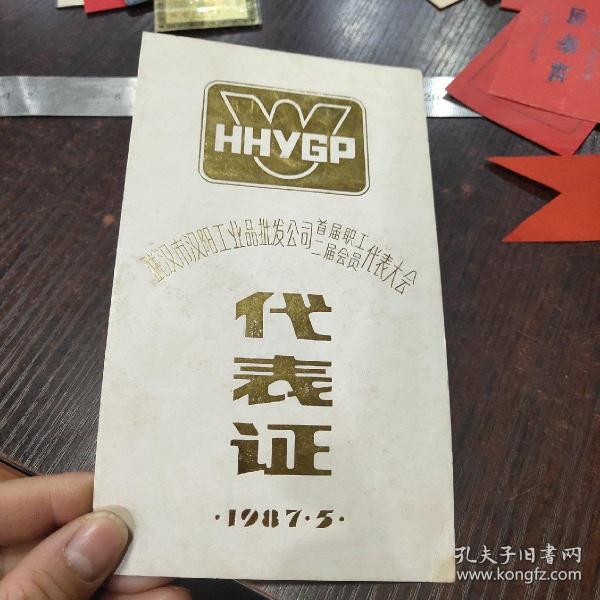 W
HHYGP
武汉市汉阳工业品批发公司首届职工二届会员代表大会
代表证
·1987·5·
孔夫子旧书网
www.kongfz.com